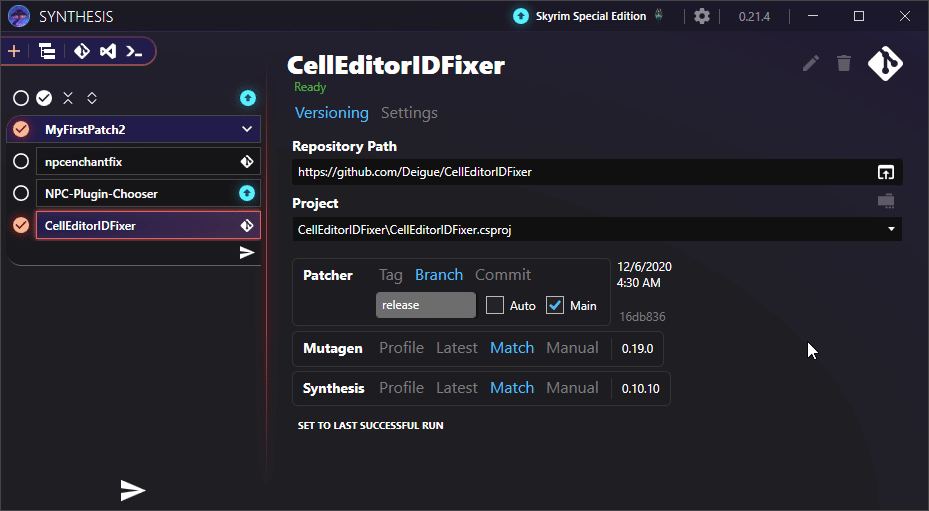 SYNTHESIS
Skyrim Special Edition
0.21.4
MyFirstPatch2
npcenchantfix
NPC-Plugin-Chooser
CellEditorIDFixer
CellEditorIDFixer
Ready
Versioning Settings
Repository Path
https://github.com/Deigue/CellEditorIDFixer
Project
CellEditorIDFixer\CellEditorIDFixer.csproj
Patcher Tag Branch Commit
release Auto Main
12/6/2020
4:30 AM
16db836
Mutagen Profile Latest Match Manual 0.19.0
Synthesis Profile Latest Match Manual 0.10.10
SET TO LAST SUCCESSFUL RUN